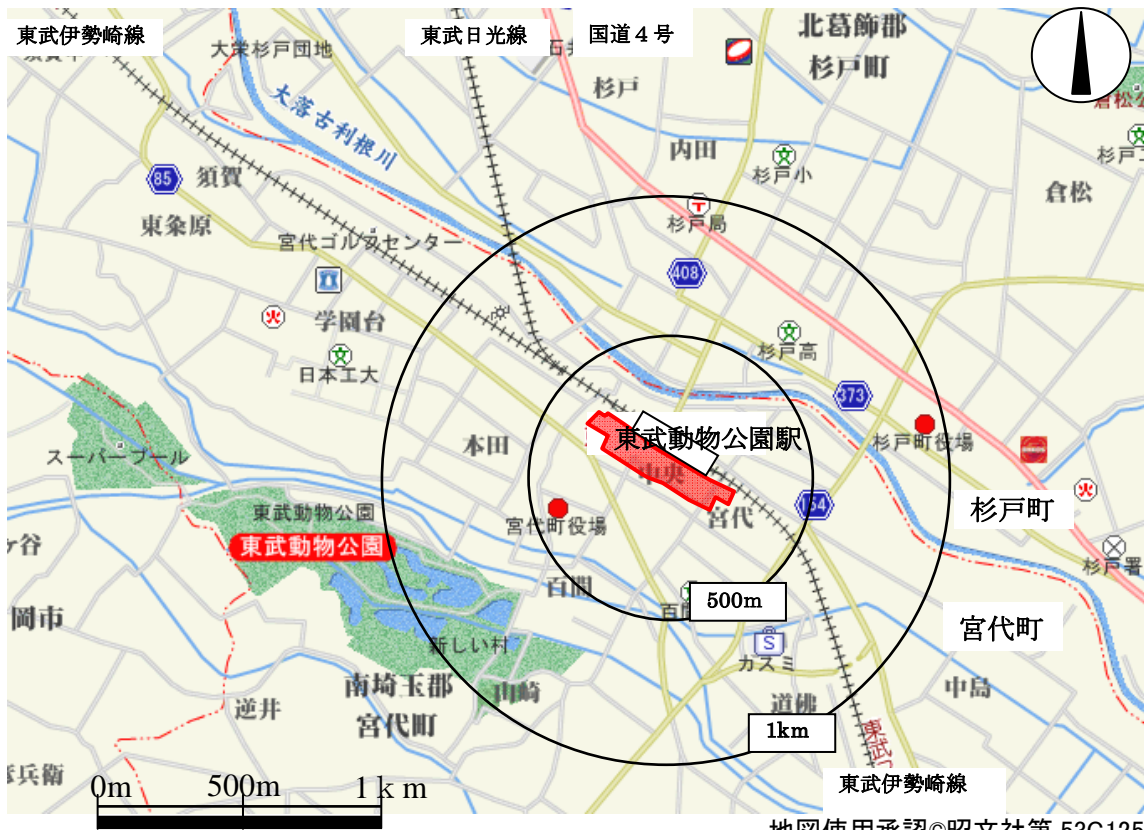 東武伊勢崎線
東武日光線
国道４号
北葛飾郡
杉戸町
大栄杉戸団地
杉戸
大落古利根川
内田
杉戸小
倉松
85
須賀
東粂原
杉戸局
宮代ゴルフセンター
408
学園台
杉戸高
日本工大
373
本田
東武動物公園駅
杉戸町役場
スーパープール
中央
東武動物公園
宮代町役場
宮代
154
杉戸町
東武動物公園
杉戸署
百間
500m
岡市
宮代町
新しい村
カスミ
南埼玉郡
宮代町
山崎
中島
逆井
道佛
1km
東武伊勢崎線
0m 500m 1ｋｍ